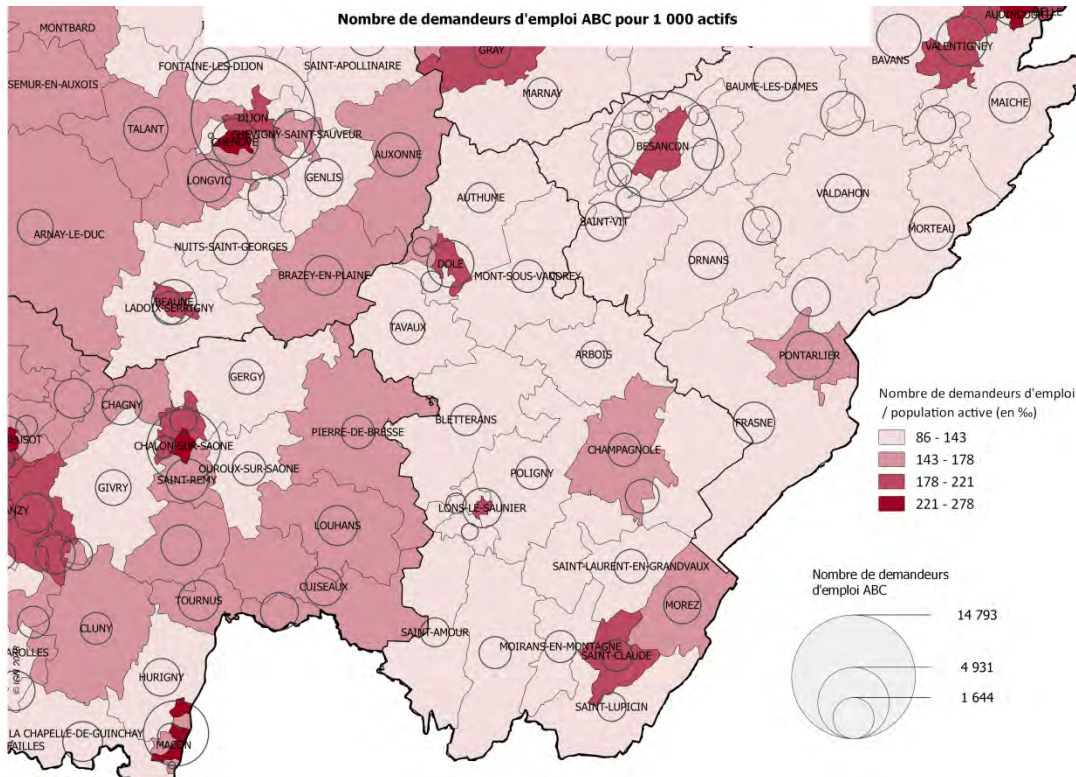 Nombre de demandeurs d'emploi ABC pour 1 000 actifs
MONTBARD
GRAY
VALENTIGNEY
BAVANS
FONTAINE-LES-DIJON
SAINT-APOLLINAIRE
SEMUR-EN-AUXOIS
MARNAY
BAUME-LES-DAMES
MAICHE
TALANT
DIJON
CHEVIGNY-SAINT-SAUVEUR
CHENOVE
BESANCON
AUXONNE
LONGVIC
GENLIS
AUTHUME
VALDAHON
SAINT-VIT
ARNAY-LE-DUC
MORTEAU
NUITS-SAINT-GEORGES
ORNANS
DOLE
BRAZEY-EN-PLAINE
MONT-SOUS-VAUDREY
BEAUNE
LADOIX-SERRIGNY
TAVAUX
ARBOIS
PONTARLIER
GERGY
CHAGNY
BLETTERANS
FRASNE
PIERRE-DE-BRESSE
CHALON-SUR-SAONE
CHAMPAGNOLE
OUROUX-SUR-SAONE
POLIGNY
SAINT-REMY
GIVRY
LONS-LE-SAUNIER
LOUHANS
SAINT-LAURENT-EN-GRANDVAUX
CUISEAUX
TOURNUS
MOREZ
CLUNY
SAINT-AMOUR
MOIRANS-EN-MONTAGNE
SAINT-CLAUDE
HURIGNY
SAINT-LUPICIN
LA CHAPELLE-DE-GUINCHAY
MACON
Nombre de demandeurs d'emploi
/ population active (en ‰)
86 - 143
143 - 178
178 - 221
221 - 278
Nombre de demandeurs
d'emploi ABC
14 793
4 931
1 644